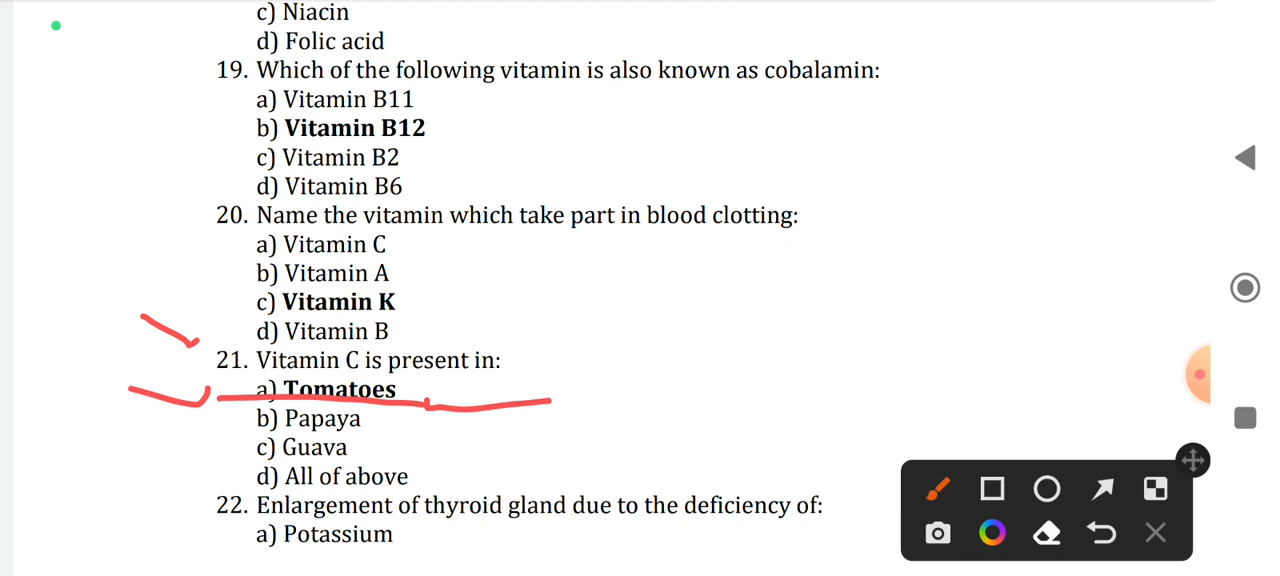 c) Niacin
d) Folic acid
19. Which of the following vitamin is also known as cobalamin:
a) Vitamin B11
b) Vitamin B12
c) Vitamin B2
d) Vitamin B6
20. Name the vitamin which take part in blood clotting:
a) Vitamin C
b) Vitamin A
c) Vitamin K
d) Vitamin B
21. Vitamin C is present in:
a) Tomatoes
b) Papaya
c) Guava
d) All of above
22. Enlargement of thyroid gland due to the deficiency of:
a) Potassium